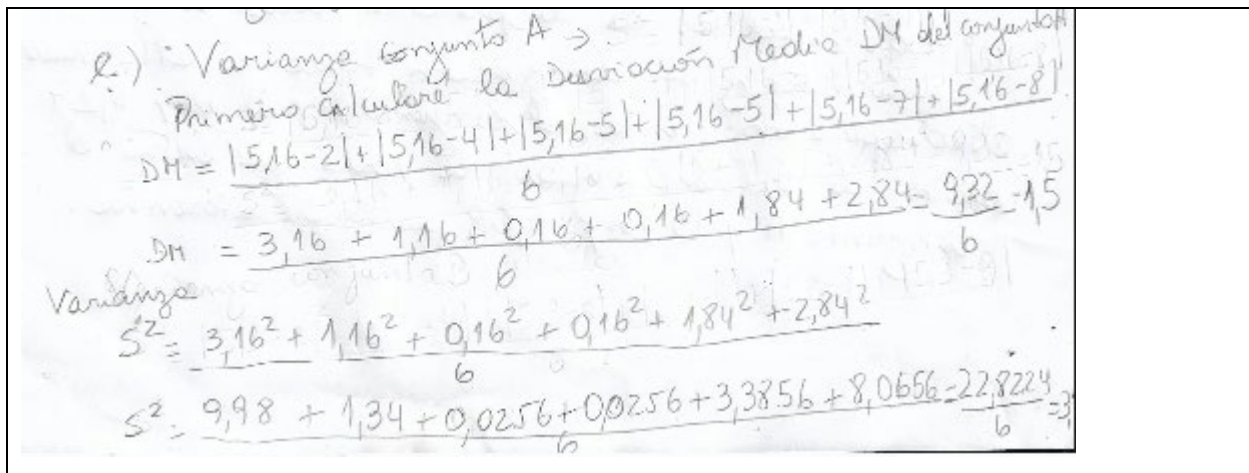 e.) Varianza conjunto A →
Primero calcularé la Desviación Media DM del conjunto A
DM = |5,16-2|+|5,16-4|+|5,16-5|+|5,16-5|+|5,16-7|+|5,16-8|
6
DM = 3,16 + 1,16 + 0,16 + 0,16 + 1,84 + 2,84 = 9,32 = 1,5
6 6
Varianza
S² = 3,16² + 1,16² + 0,16² + 0,16² + 1,84² + 2,84²
6
S² = 9,98 + 1,34 + 0,0256 + 0,0256 + 3,3856 + 8,0656 = 22,8224 = 3,
6 6